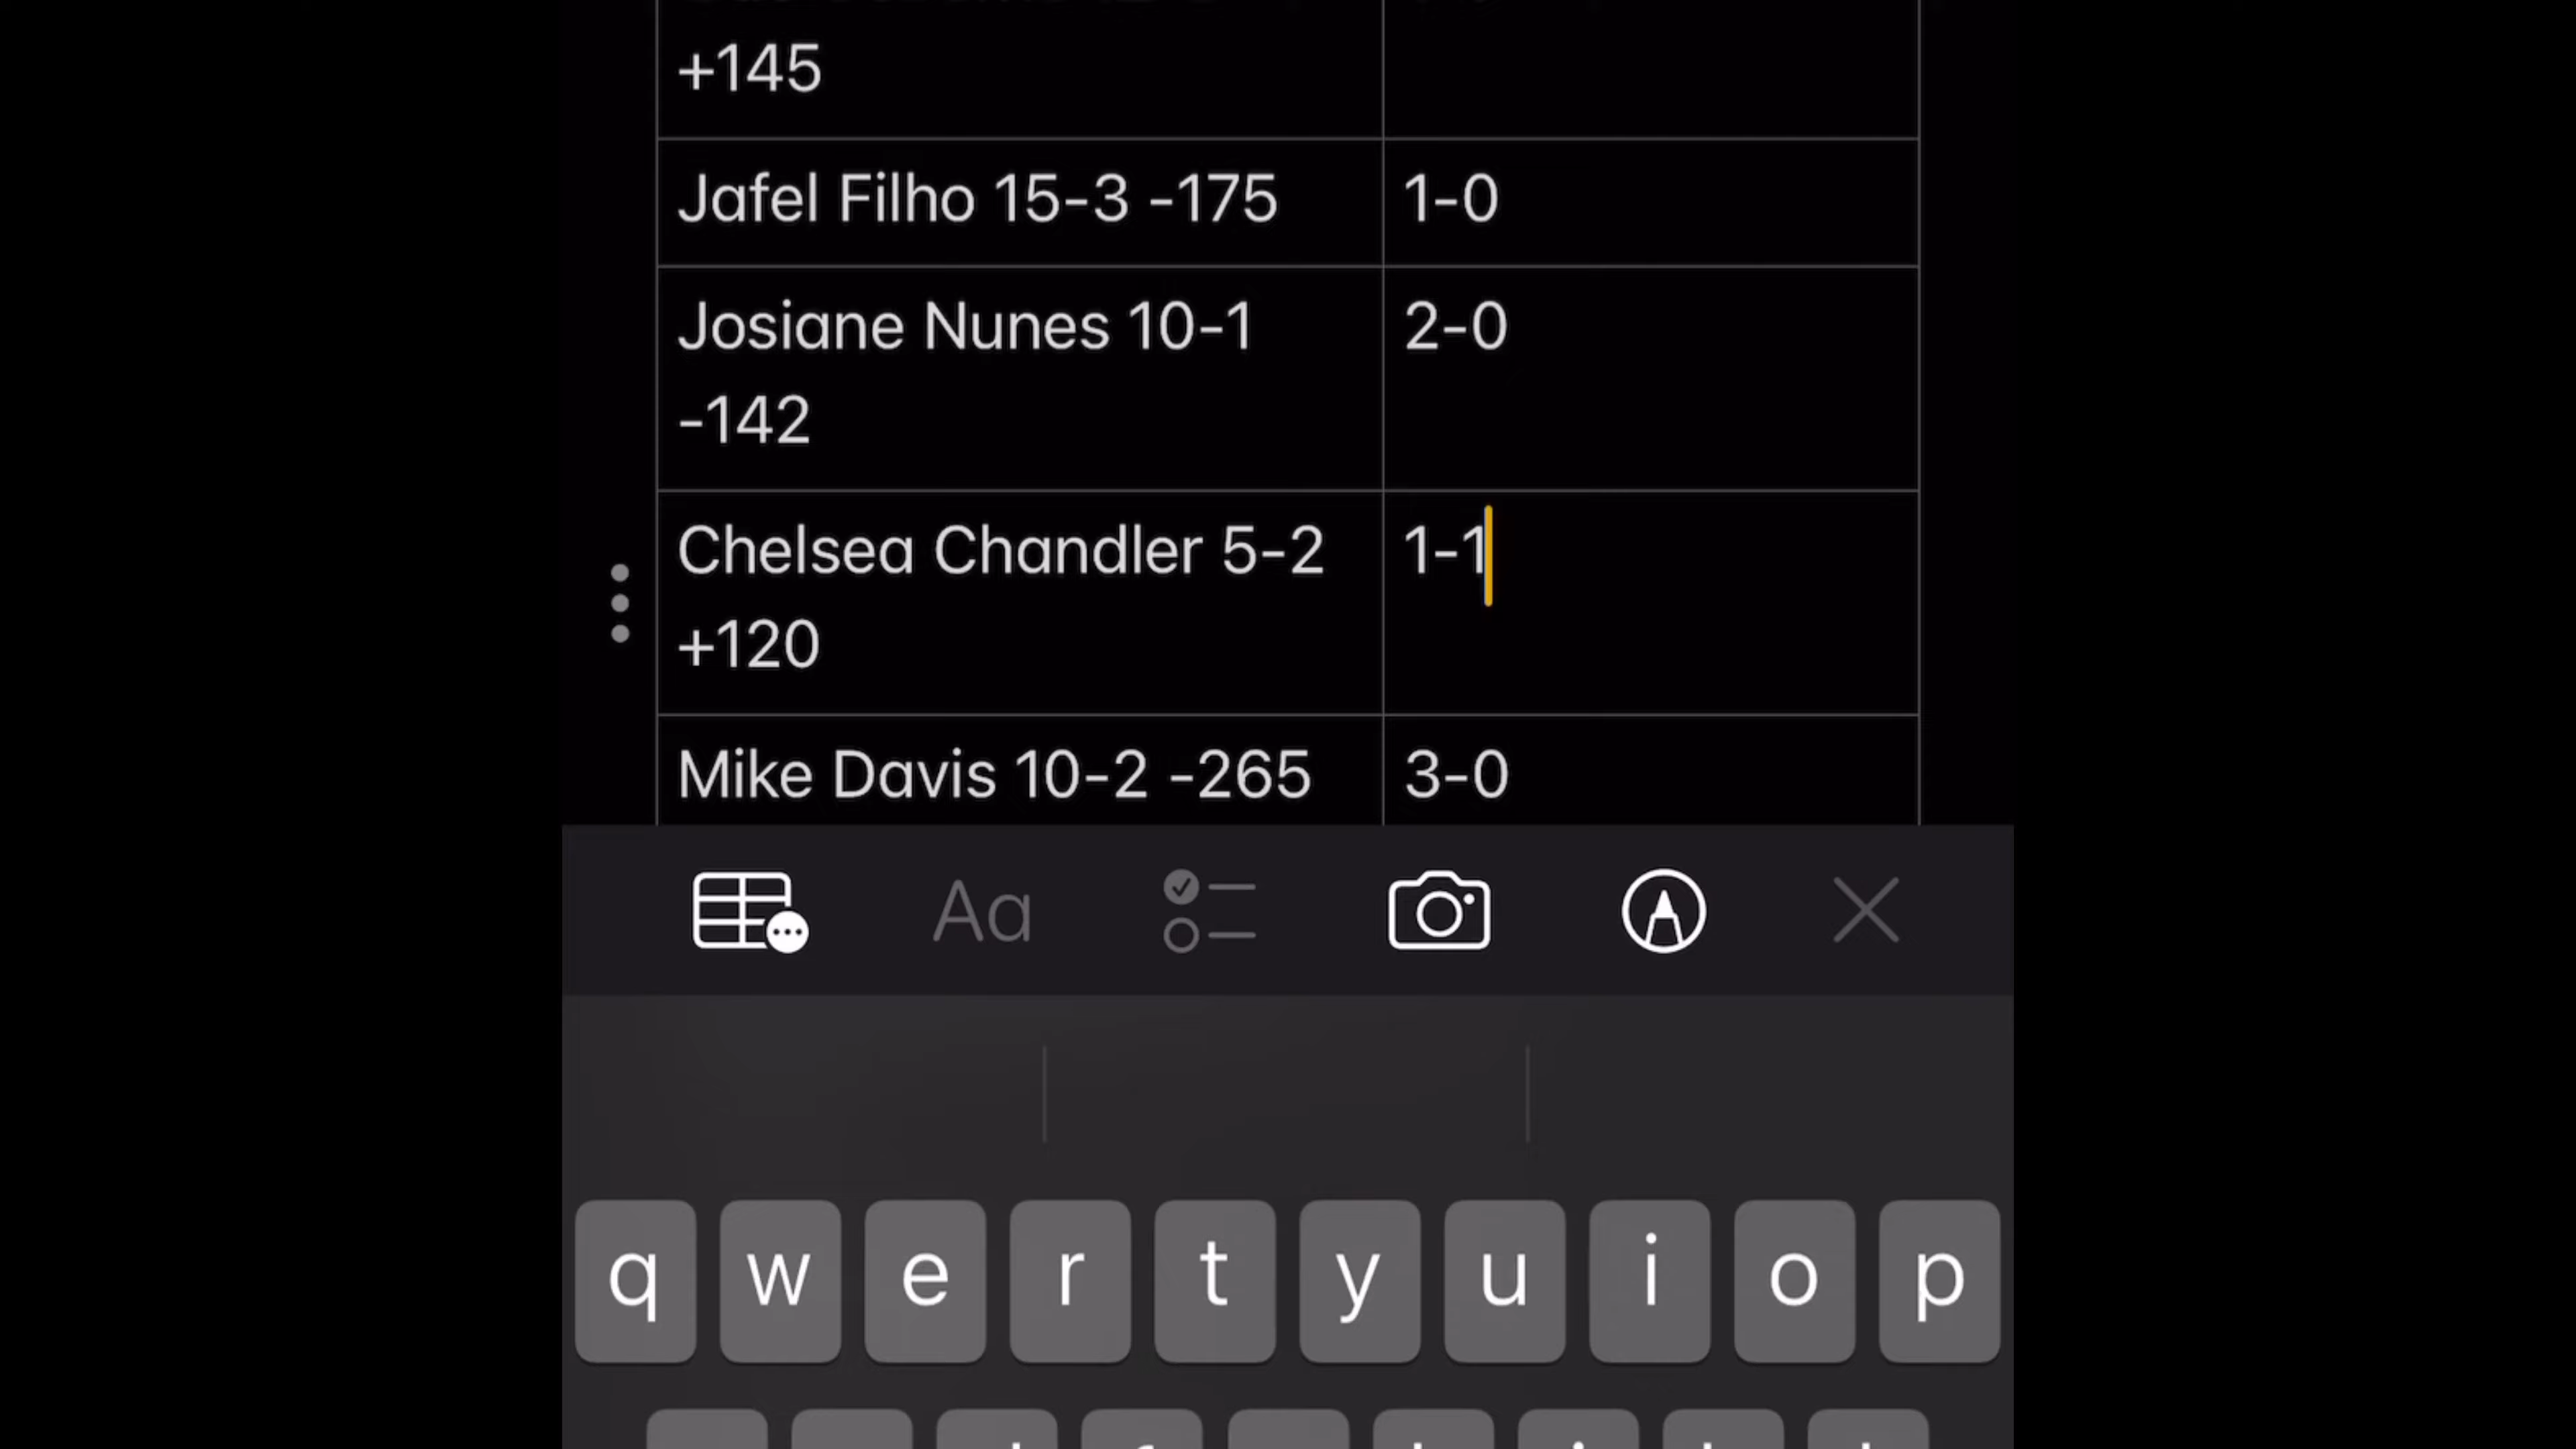 +145
Jafel Filho 15-3 -175 1-0
Josiane Nunes 10-1 2-0
-142
Chelsea Chandler 5-2 1-1
+120
Mike Davis 10-2 -265 3-0
Aa
q w e r t y u i o p